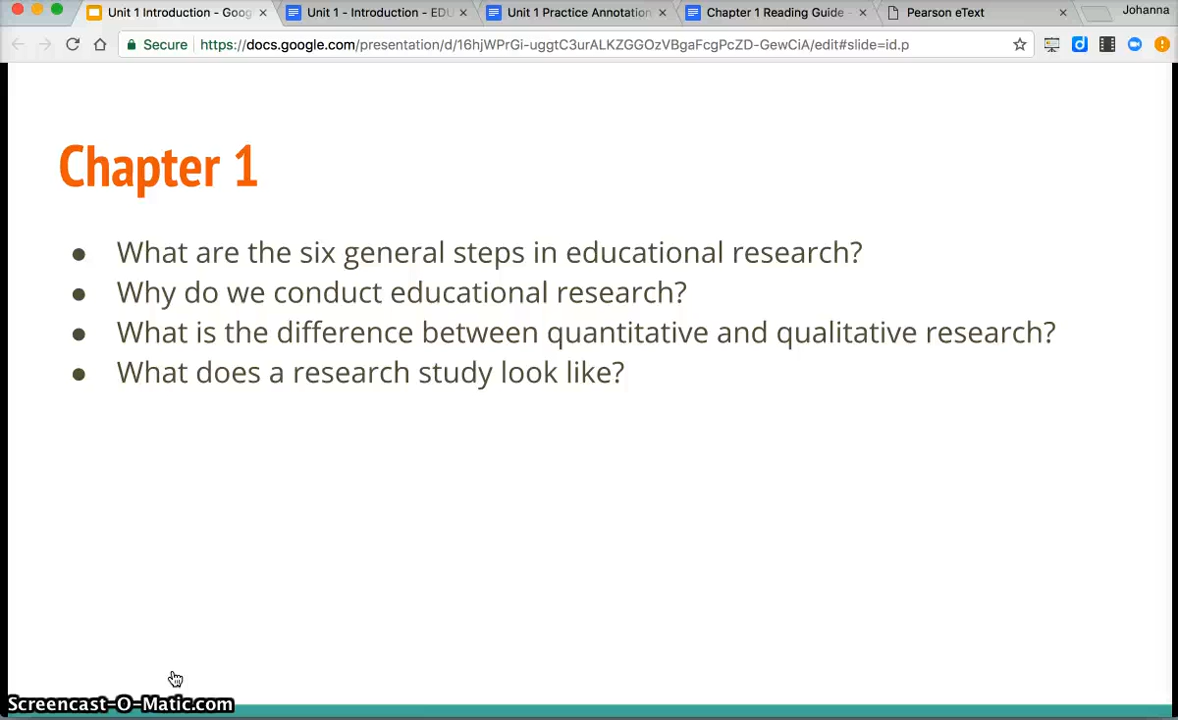 Unit 1 Introduction - Goog
Unit 1 - Introduction - EDU
Unit 1 Practice Annotation
Chapter 1 Reading Guide -
Pearson eText
Johanna
Secure
https://docs.google.com/presentation/d/16hjWPrGi-uggtC3urALKZGGOzVBgaFcgPcZD-GewCiA/edit#slide=id.p
Chapter 1
● What are the six general steps in educational research?
● Why do we conduct educational research?
● What is the difference between quantitative and qualitative research?
● What does a research study look like?
Screencast-O-Matic.com